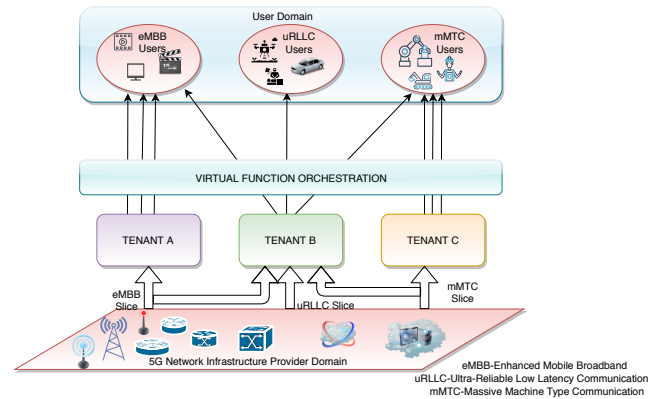 User Domain
eMBB
Users
uRLLC
Users
mMTC
Users
VIRTUAL FUNCTION ORCHESTRATION
TENANT A
TENANT B
TENANT C
eMBB
Slice
uRLLC Slice
mMTC
Slice
5G Network Infrastructure Provider Domain
eMBB-Enhanced Mobile Broadband
uRLLC-Ultra-Reliable Low Latency Communication
mMTC-Massive Machine Type Communication